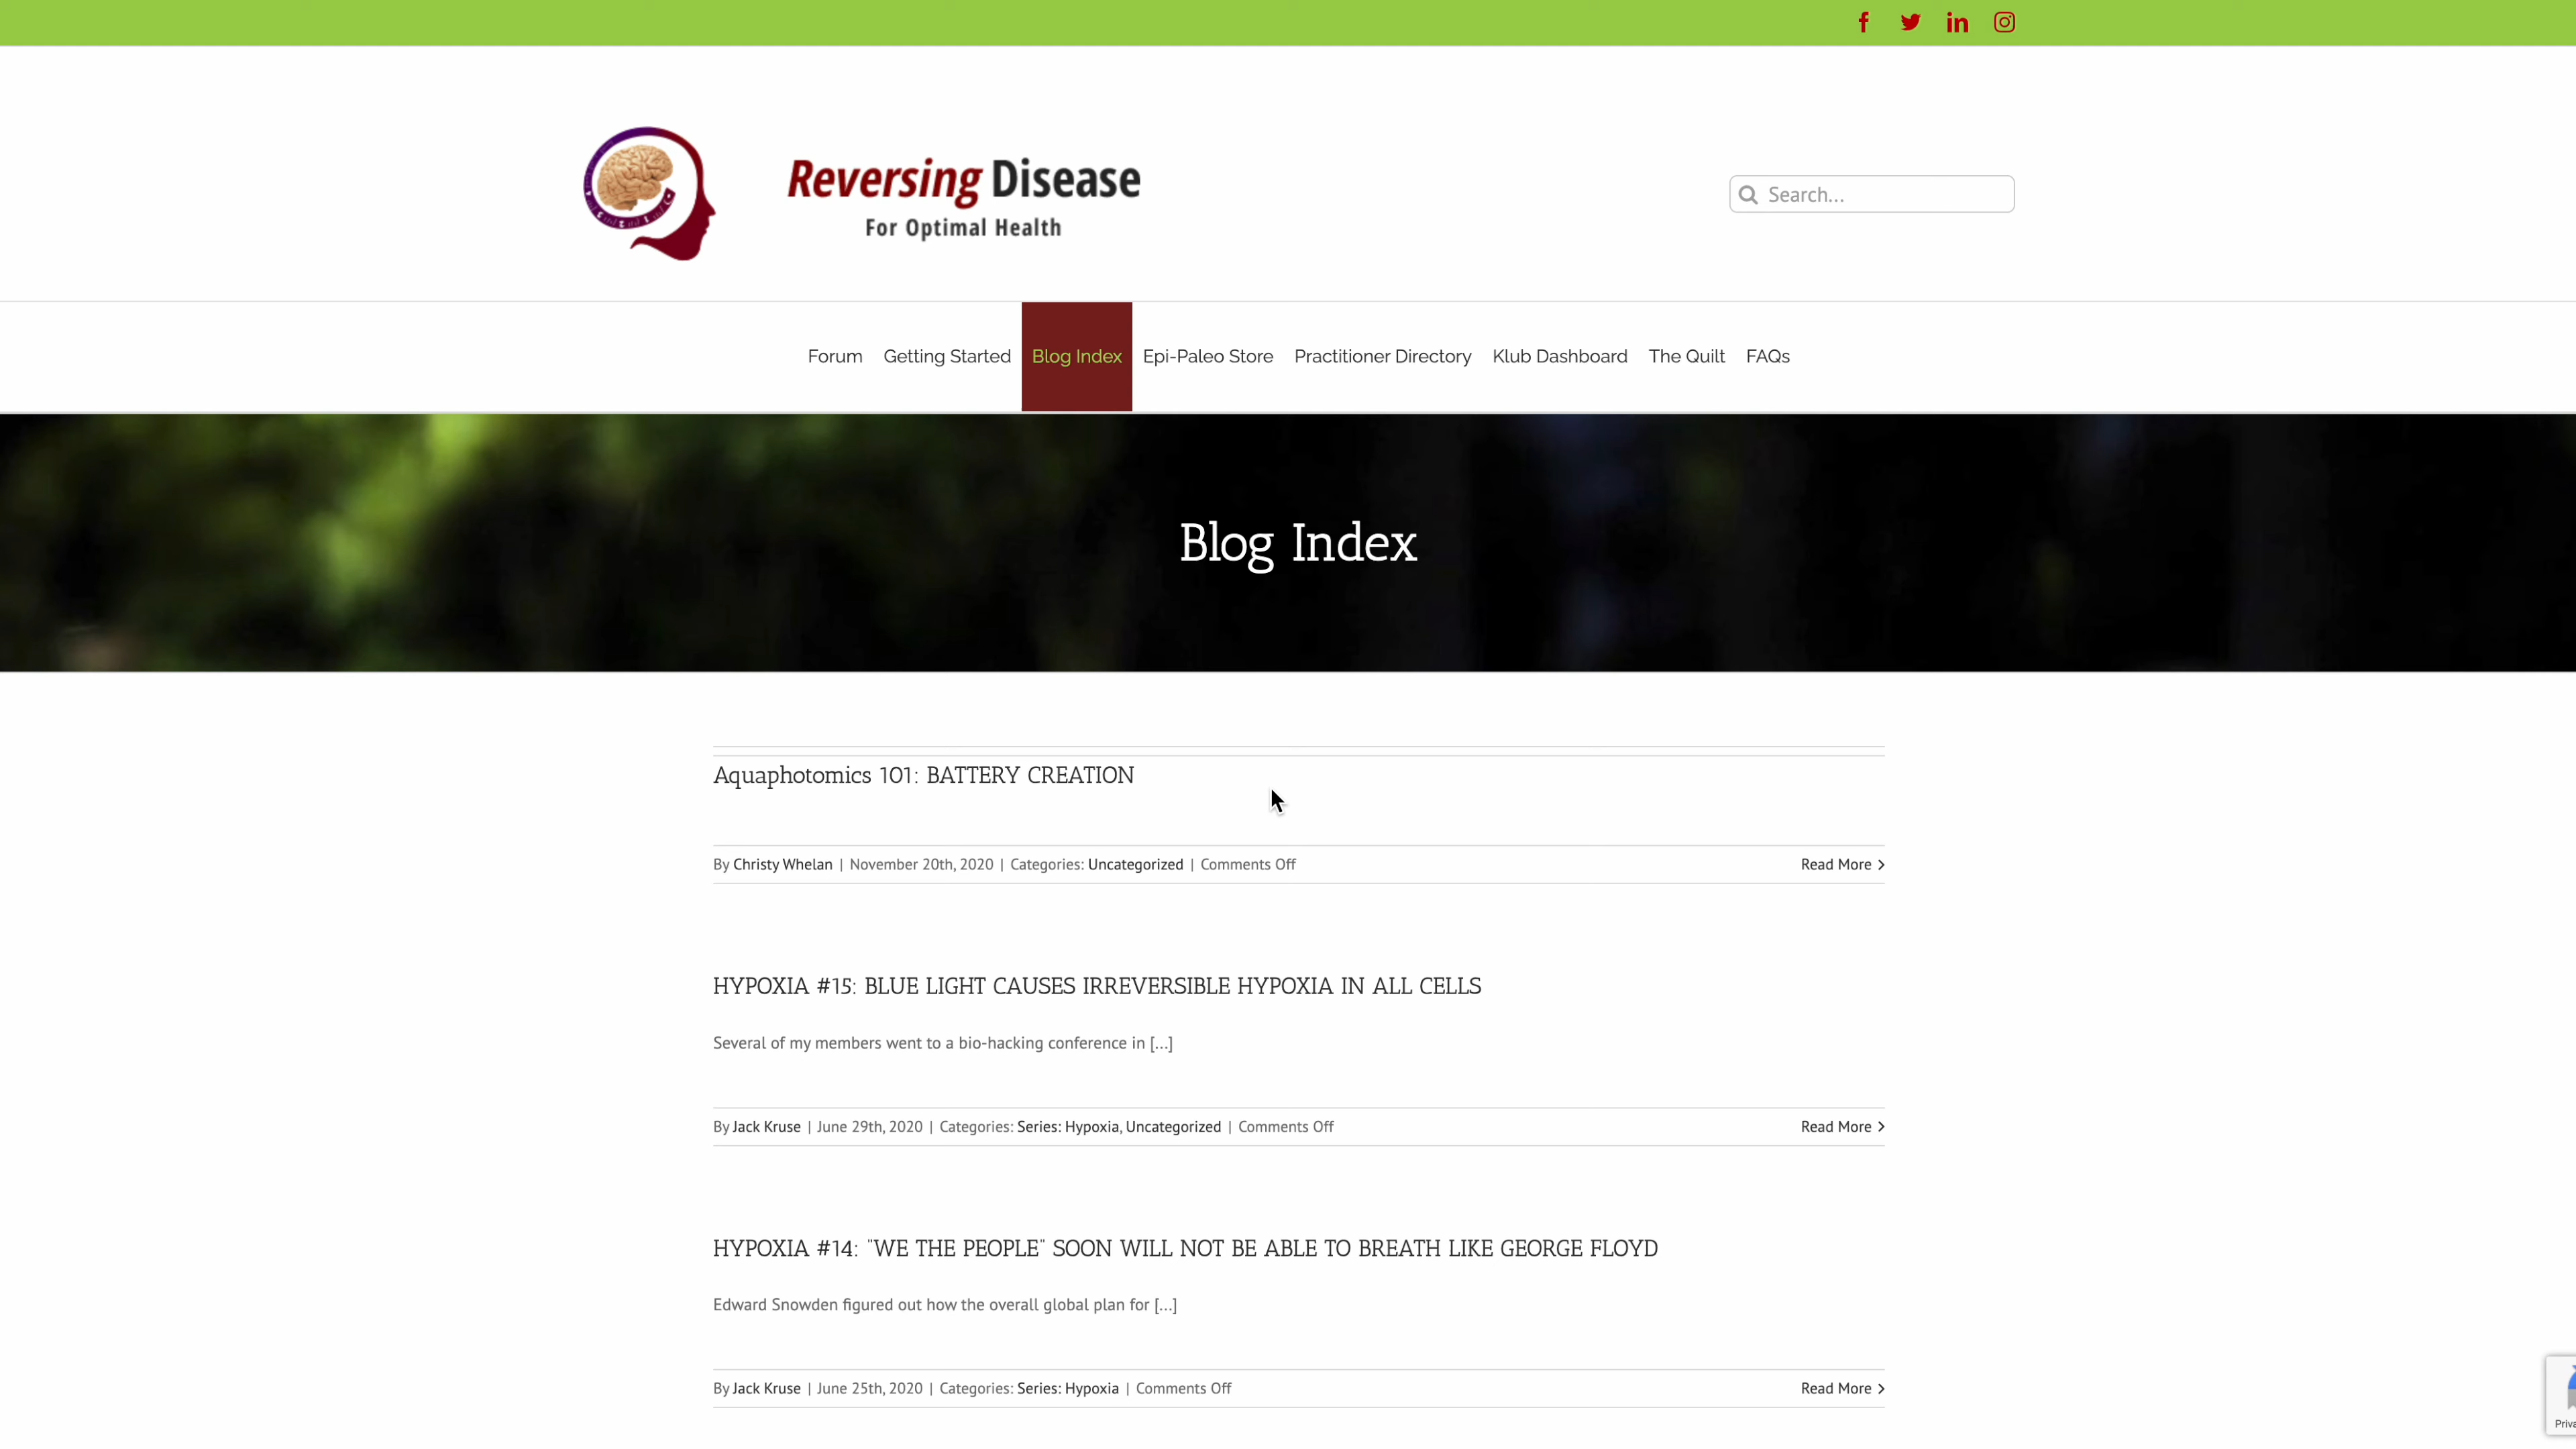 Reversing Disease
For Optimal Health
Search...
Forum Getting Started Blog Index Epi-Paleo Store Practitioner Directory Klub Dashboard The Quilt FAQs
Blog Index
Aquaphotomics 101: BATTERY CREATION
By Christy Whelan | November 20th, 2020 | Categories: Uncategorized | Comments Off Read More
HYPOXIA #15: BLUE LIGHT CAUSES IRREVERSIBLE HYPOXIA IN ALL CELLS
Several of my members went to a bio-hacking conference in [...]
By Jack Kruse | June 29th, 2020 | Categories: Series: Hypoxia, Uncategorized | Comments Off Read More
HYPOXIA #14: "WE THE PEOPLE" SOON WILL NOT BE ABLE TO BREATH LIKE GEORGE FLOYD
Edward Snowden figured out how the overall global plan for [...]
By Jack Kruse | June 25th, 2020 | Categories: Series: Hypoxia | Comments Off Read More